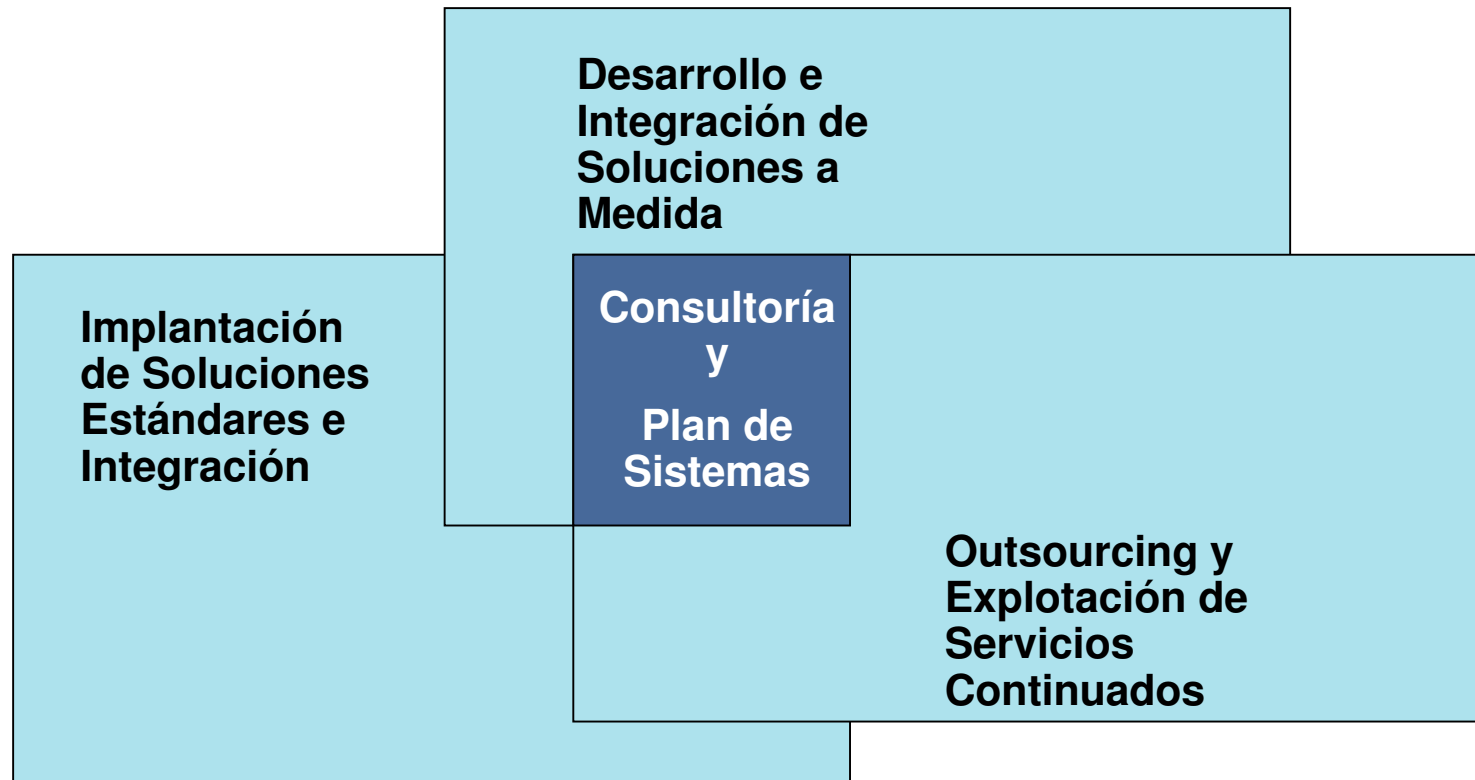 Desarrollo e
Integración de
Soluciones a
Medida
Implantación
de Soluciones
Estándares e
Integración
Consultoría
y
Plan de
Sistemas
Outsourcing y
Explotación de
Servicios
Continuados